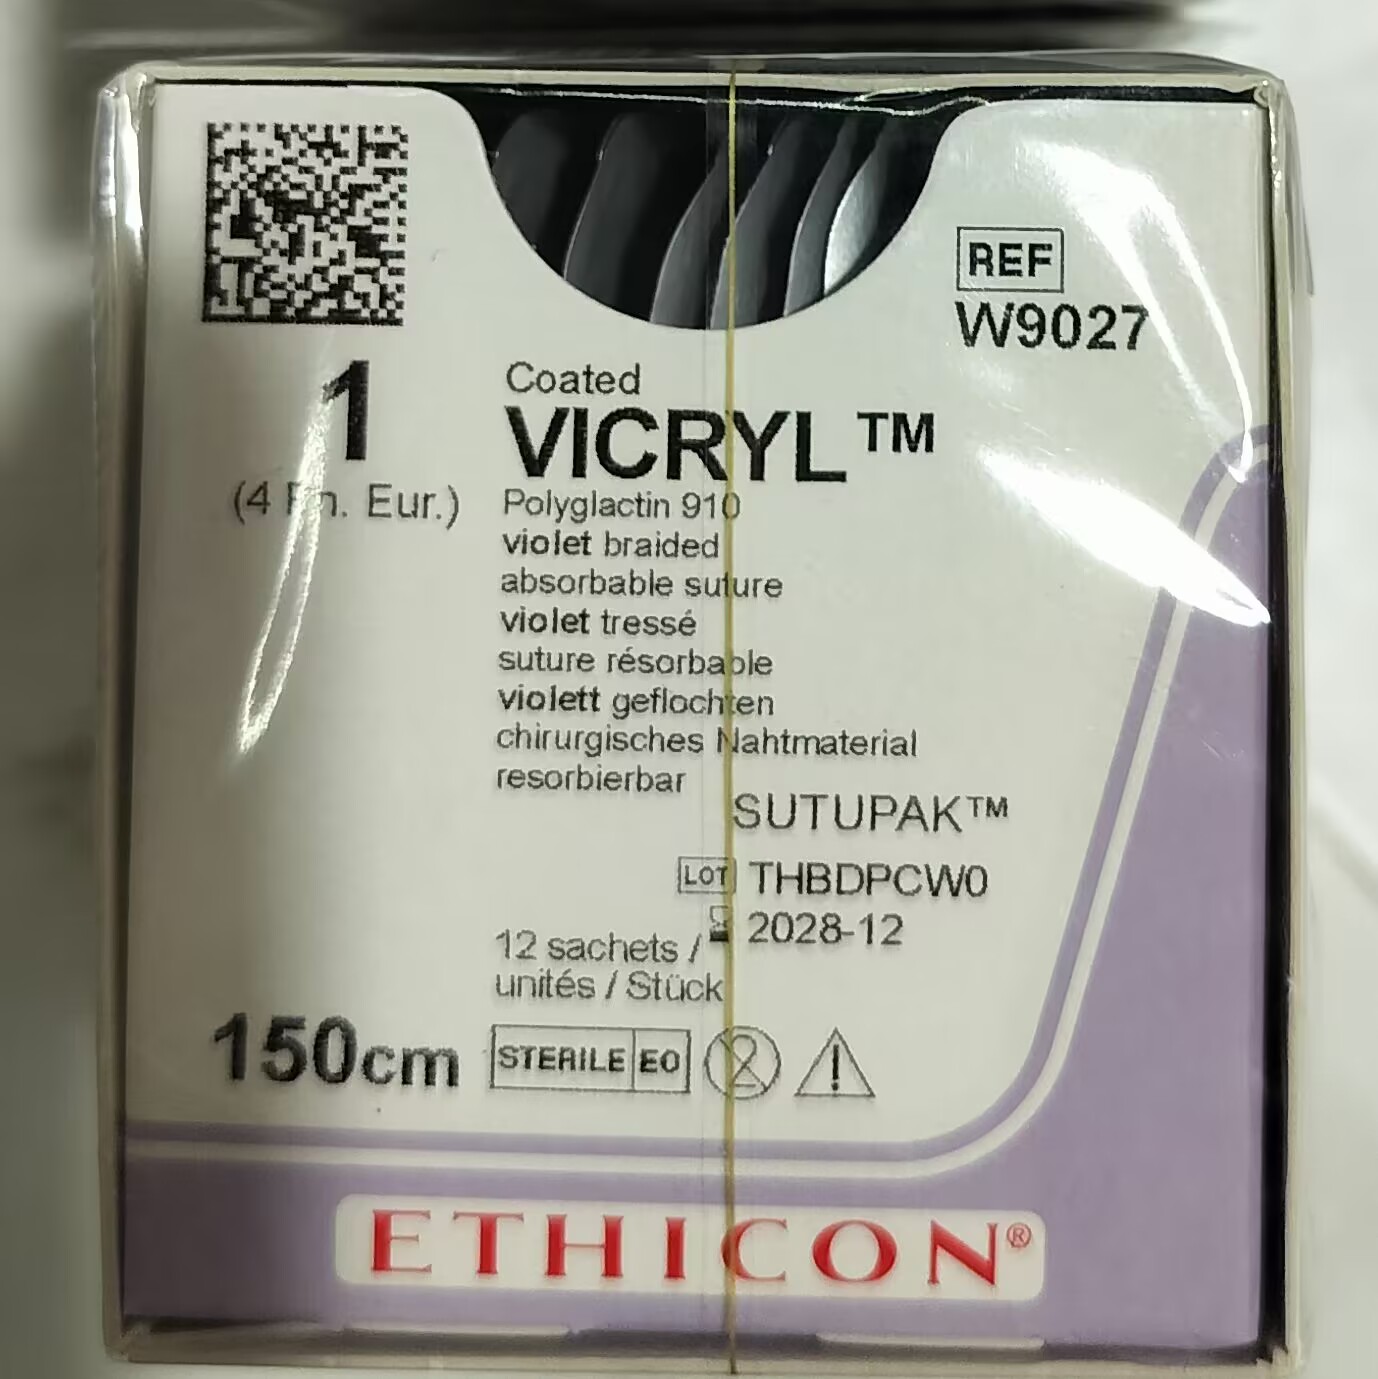 REF
W9027
1
(4 Ph. Eur.)
Coated
VICRYL™
Polyglactin 910
violet braided
absorbable suture
violet tressé
suture résorbable
violett geflochten
chirurgisches Nahtmaterial
resorbierbar
SUTUPAK™
LOT THBDPCW0
2028-12
12 sachets /
unités / Stück
150cm
STERILE EO
2
ETHICON®